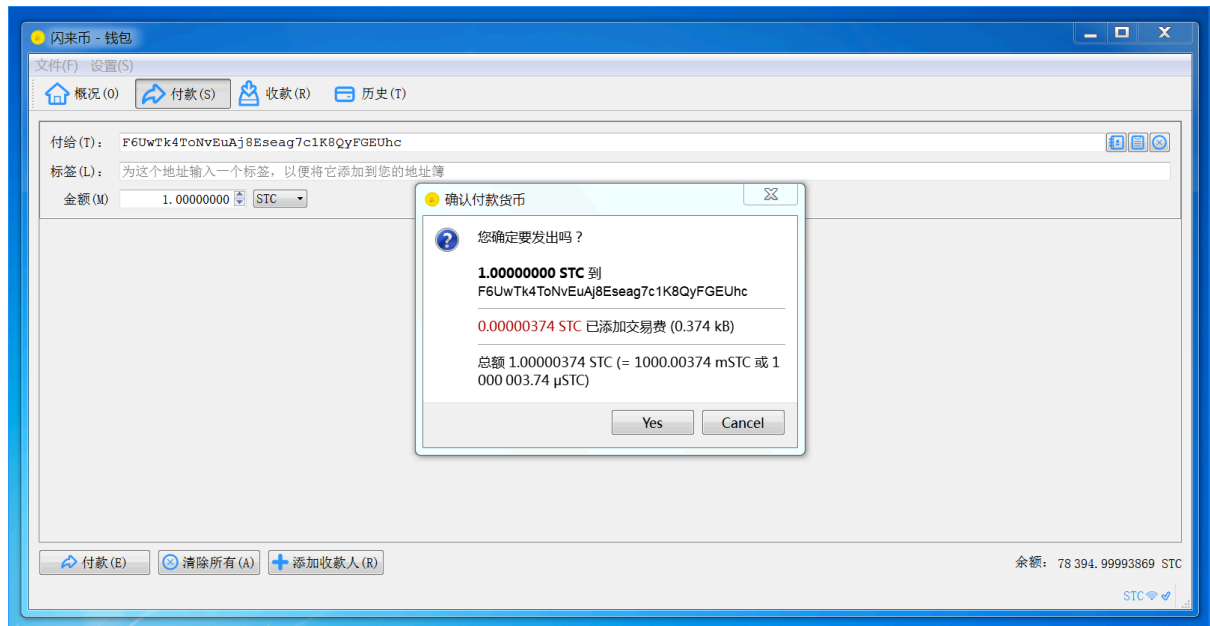 闪来币 - 钱包
文件(F) 设置(S)
概况(O) 付款(S) 收款(R) 历史(T)
付给(T): F6UwTk4ToNvEuAj8Eseag7c1K8QyFGEUhc
标签(L): 为这个地址输入一个标签，以便将它添加到您的地址簿
金额(M) 1.00000000 STC
确认付款货币
您确定要发出吗？
1.00000000 STC 到
F6UwTk4ToNvEuAj8Eseag7c1K8QyFGEUhc
0.00000374 STC 已添加交易费 (0.374 kB)
总额 1.00000374 STC (= 1000.00374 mSTC 或 1
000 003.74 µSTC)
Yes Cancel
付款(E) 清除所有(A) 添加收款人(R) 余额: 78 394.99993869 STC
STC